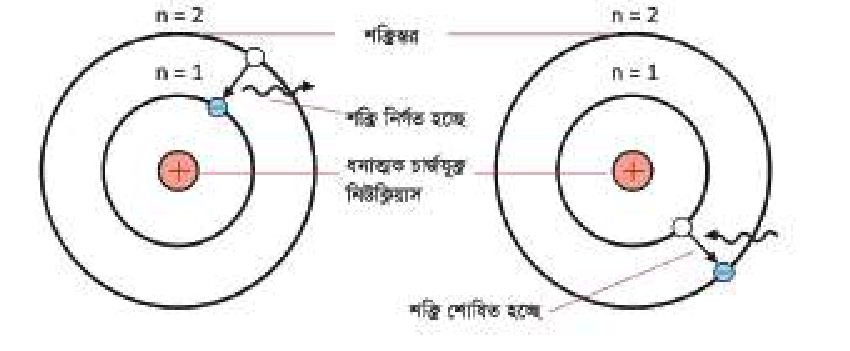 n = 2
n = 2
শক্তিস্তর
n = 1
n = 1
শক্তি নির্গত হচ্ছে
ধনাত্মক চার্জযুক্ত
নিউক্লিয়াস
শক্তি শোষিত হচ্ছে